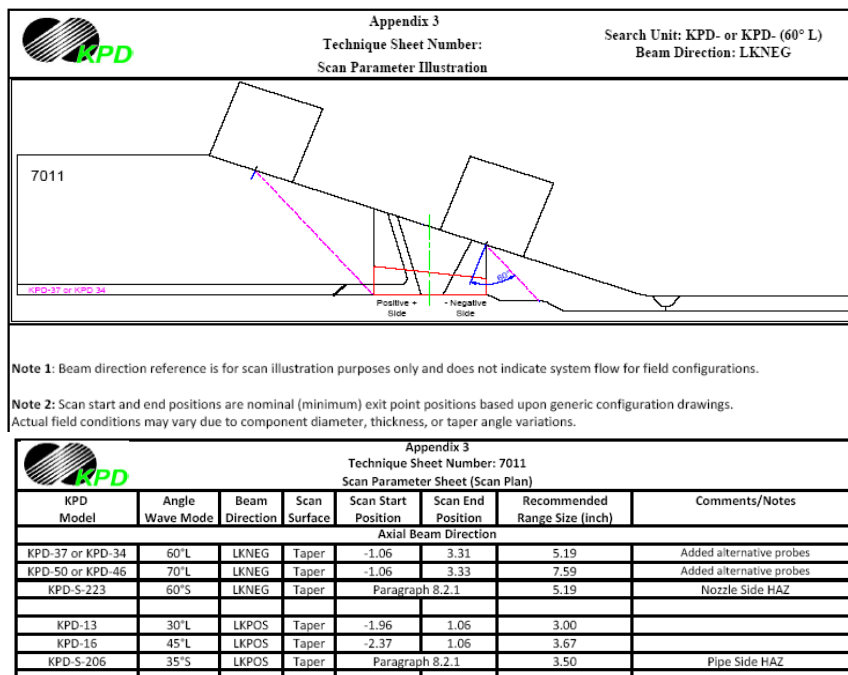 KPD
Appendix 3
Technique Sheet Number:
Scan Parameter Illustration
Search Unit: KPD- or KPD- (60° L)
Beam Direction: LKNEG
7011
60°
KPD-37 or KPD 34
Positive +
Side
- Negative
Side
Note 1: Beam direction reference is for scan illustration purposes only and does not indicate system flow for field configurations.
Note 2: Scan start and end positions are nominal (minimum) exit point positions based upon generic configuration drawings.
Actual field conditions may vary due to component diameter, thickness, or taper angle variations.
KPD
Appendix 3
Technique Sheet Number: 7011
Scan Parameter Sheet (Scan Plan)
KPD Model | Angle Wave Mode | Beam Direction | Scan Surface | Scan Start Position | Scan End Position | Recommended Range Size (inch) | Comments/Notes
Axial Beam Direction
KPD-37 or KPD-34 | 60°L | LKNEG | Taper | -1.06 | 3.31 | 5.19 | Added alternative probes
KPD-50 or KPD-46 | 70°L | LKNEG | Taper | -1.06 | 3.33 | 7.59 | Added alternative probes
KPD-S-223 | 60°S | LKNEG | Taper | Paragraph 8.2.1 | 5.19 | Nozzle Side HAZ
KPD-13 | 30°L | LKPOS | Taper | -1.96 | 1.06 | 3.00
KPD-16 | 45°L | LKPOS | Taper | -2.37 | 1.06 | 3.67
KPD-S-206 | 35°S | LKPOS | Taper | Paragraph 8.2.1 | 3.50 | Pipe Side HAZ